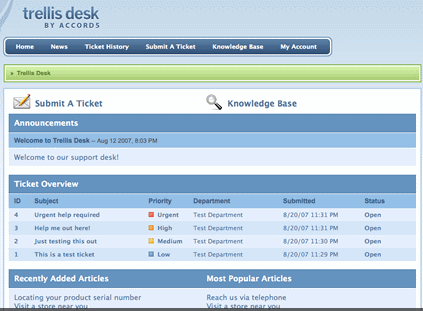 trellis desk
BY ACCORDS
Home News Ticket History Submit A Ticket Knowledge Base My Account
Trellis Desk
Submit A Ticket Knowledge Base
Announcements
Welcome to Trellis Desk -- Aug 12 2007, 8:03 PM
Welcome to our support desk!
Ticket Overview
ID Subject Priority Department Submitted Status
4 Urgent help required Urgent Test Department 8/20/07 11:31 PM Open
3 Help me out here! High Test Department 8/20/07 11:31 PM Open
2 Just testing this out Medium Test Department 8/20/07 11:30 PM Open
1 This is a test ticket Low Test Department 8/20/07 11:29 PM Open
Recently Added Articles Most Popular Articles
Locating your product serial number Reach us via telephone
Visit a store near you Visit a store near you